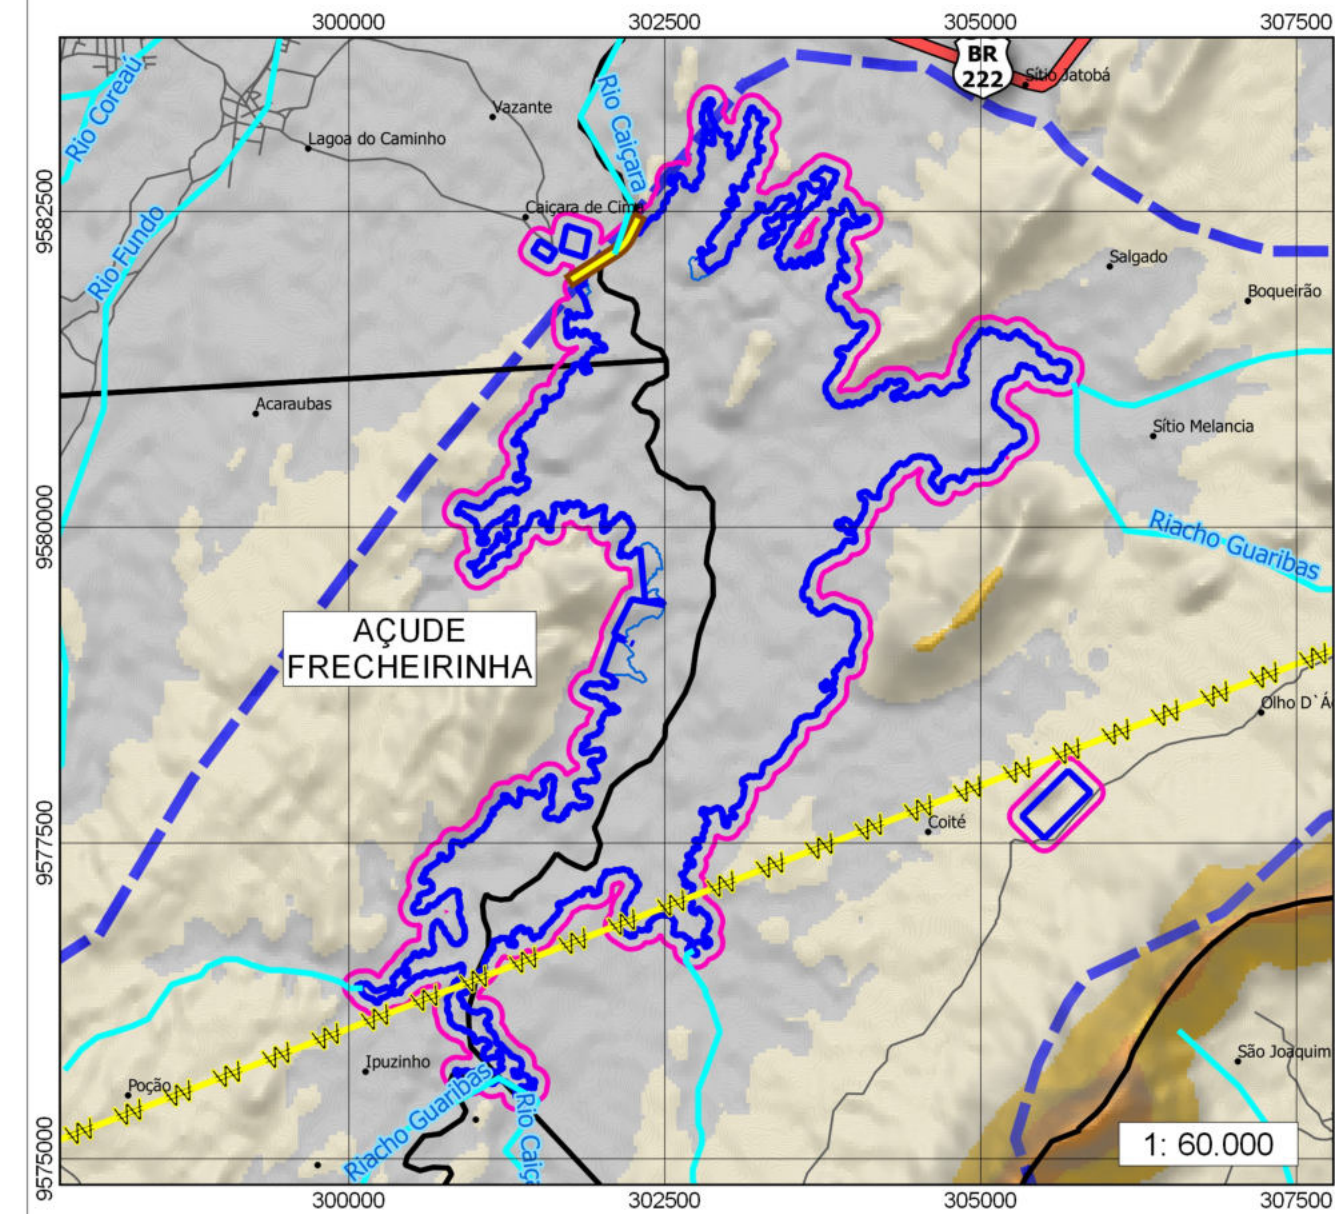 300000
302500
305000
307500
BR
222
Sítio Jatobá
Rio Coreaú
Vazante
Rio Caiçara
Lagoa do Caminho
9582500
Caiçara de Cima
Rio Fundo
Salgado
Boqueirão
Acaraubas
Sítio Melancia
9580000
Riacho Guaribas
AÇUDE
FRECHEIRINHA
Olho D`Á
9577500
Coité
São Joaquim
Ipuzinho
Poção
Riacho Guaribas
Rio Caiç
1: 60.000
9575000
300000
302500
305000
307500